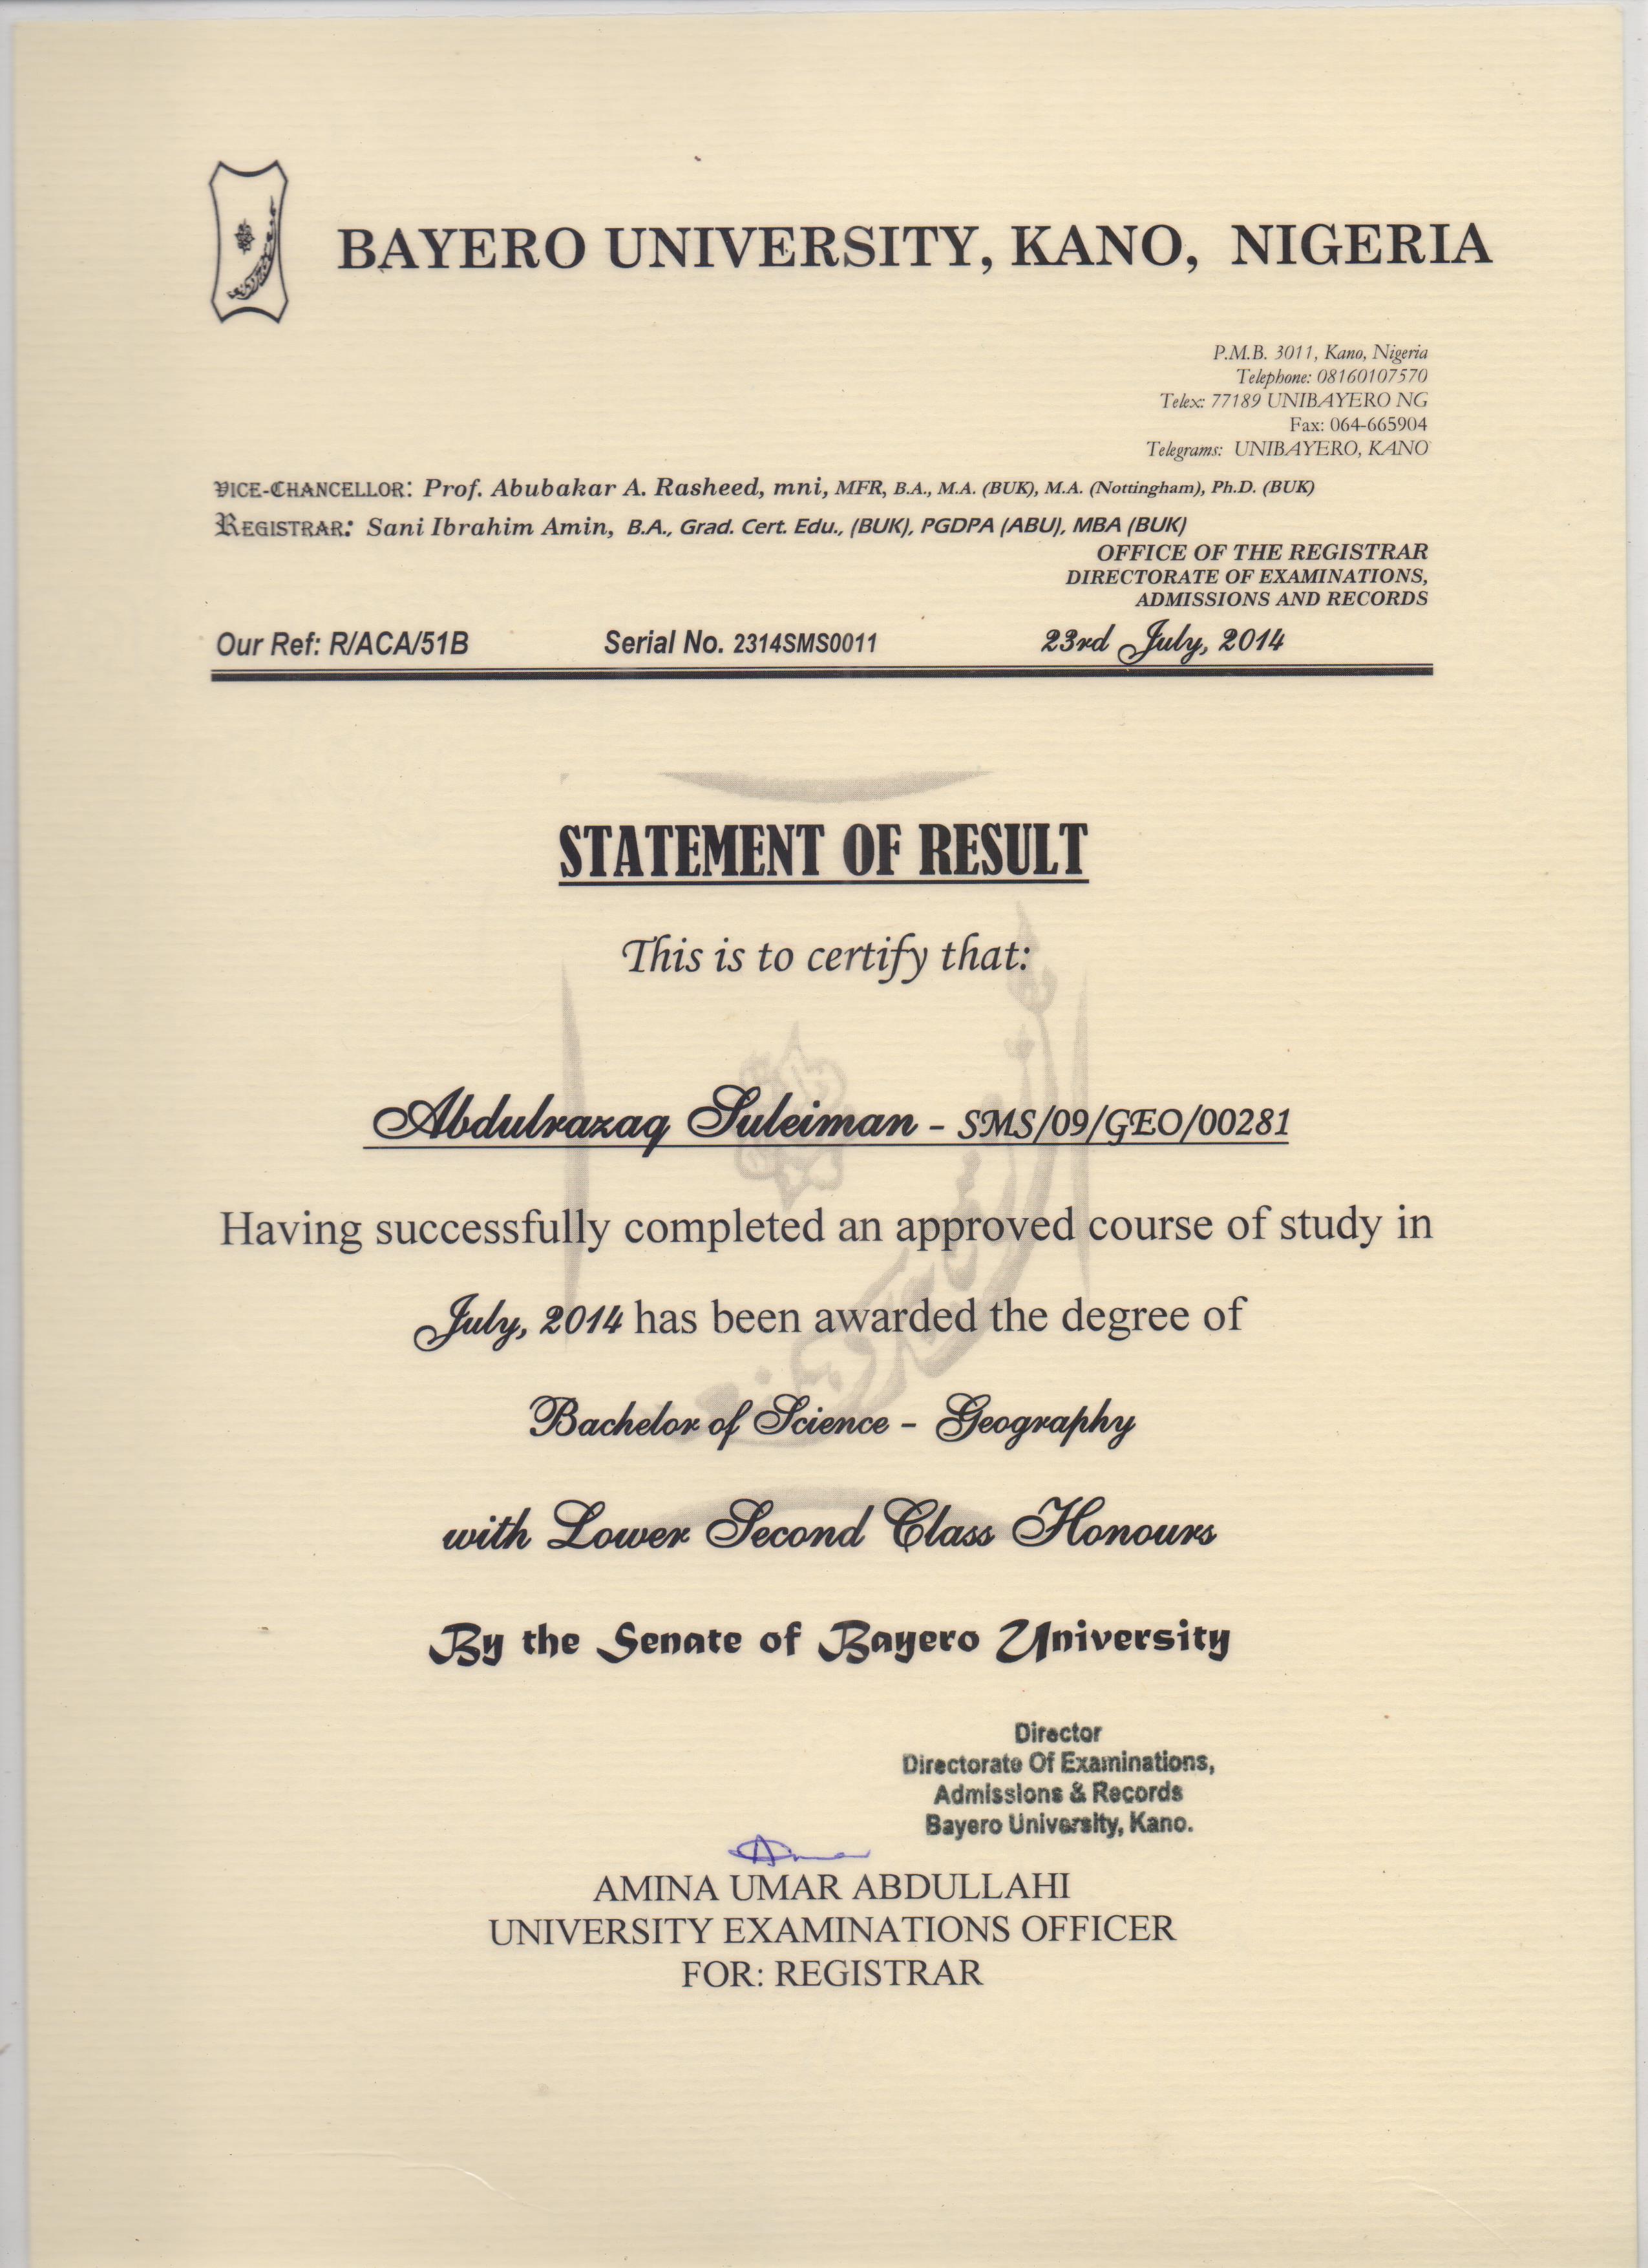 BAYERO UNIVERSITY, KANO, NIGERIA
P.M.B. 3011, Kano, Nigeria
Telephone: 08160107570
Telex: 77189 UNIBAYERO NG
Fax: 064-665904
Telegrams: UNIBAYERO, KANO
VICE-CHANCELLOR: Prof. Abubakar A. Rasheed, mni, MFR, B.A., M.A. (BUK), M.A. (Nottingham), Ph.D. (BUK)
REGISTRAR: Sani Ibrahim Amin, B.A., Grad. Cert. Edu., (BUK), PGDPA (ABU), MBA (BUK)
OFFICE OF THE REGISTRAR
DIRECTORATE OF EXAMINATIONS,
ADMISSIONS AND RECORDS
Our Ref: R/ACA/51B Serial No. 2314SMS0011 23rd July, 2014
STATEMENT OF RESULT
This is to certify that:
Abdulrazaq Suleiman - SMS/09/GEO/00281
Having successfully completed an approved course of study in
July, 2014 has been awarded the degree of
Bachelor of Science - Geography
with Lower Second Class Honours
By the Senate of Bayero University
Director
Directorate Of Examinations,
Admissions & Records
Bayero University, Kano.
AMINA UMAR ABDULLAHI
UNIVERSITY EXAMINATIONS OFFICER
FOR: REGISTRAR